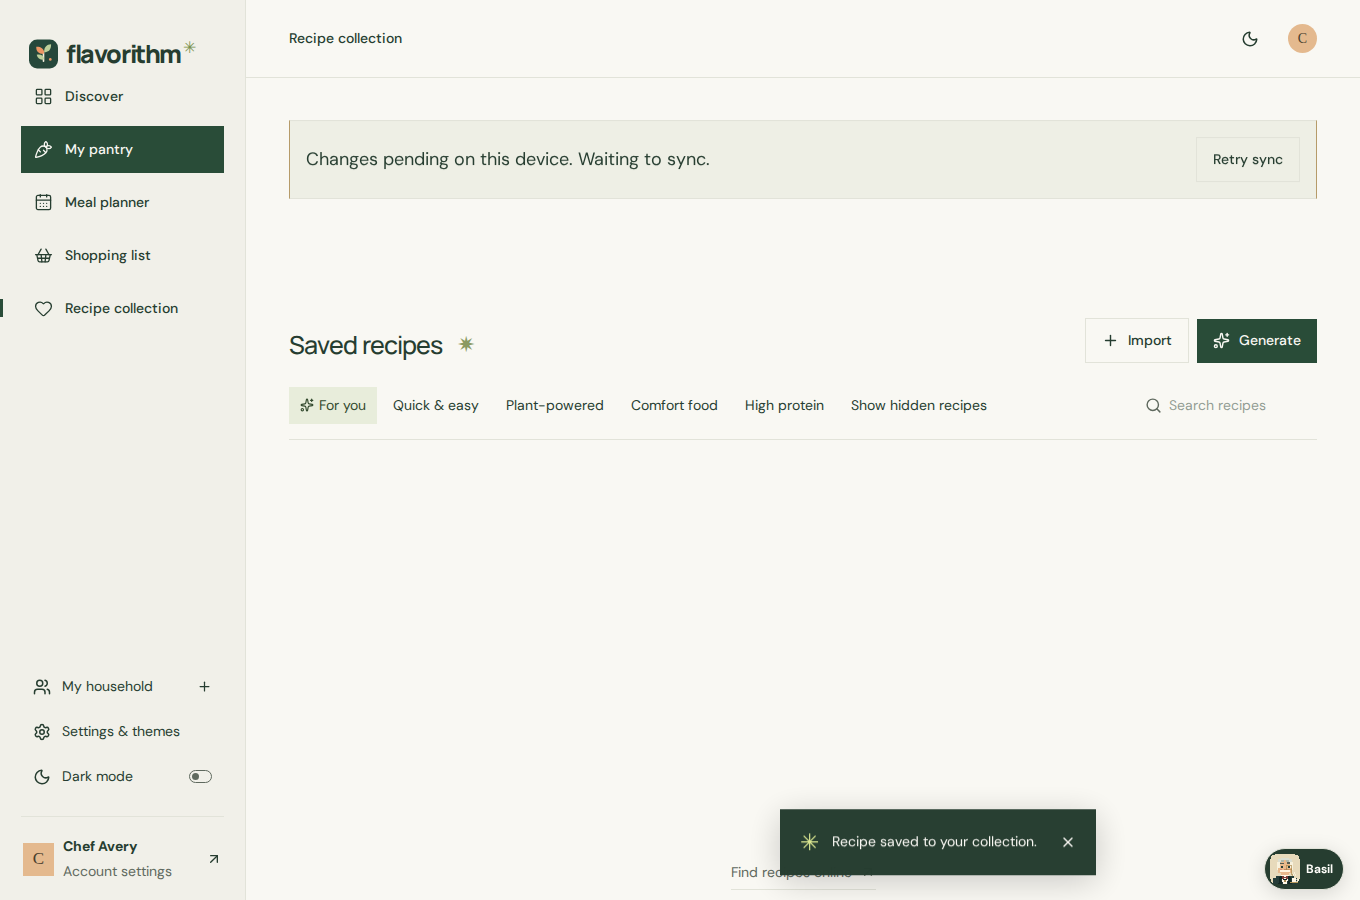 flavorithm
Discover
My pantry
Meal planner
Shopping list
Recipe collection
My household
Settings & themes
Dark mode
C
Chef Avery
Account settings
Recipe collection
C
Changes pending on this device. Waiting to sync.
Retry sync
Saved recipes
Import
Generate
For you
Quick & easy
Plant-powered
Comfort food
High protein
Show hidden recipes
Search recipes
Recipe saved to your collection.
Find recipes online
Basil